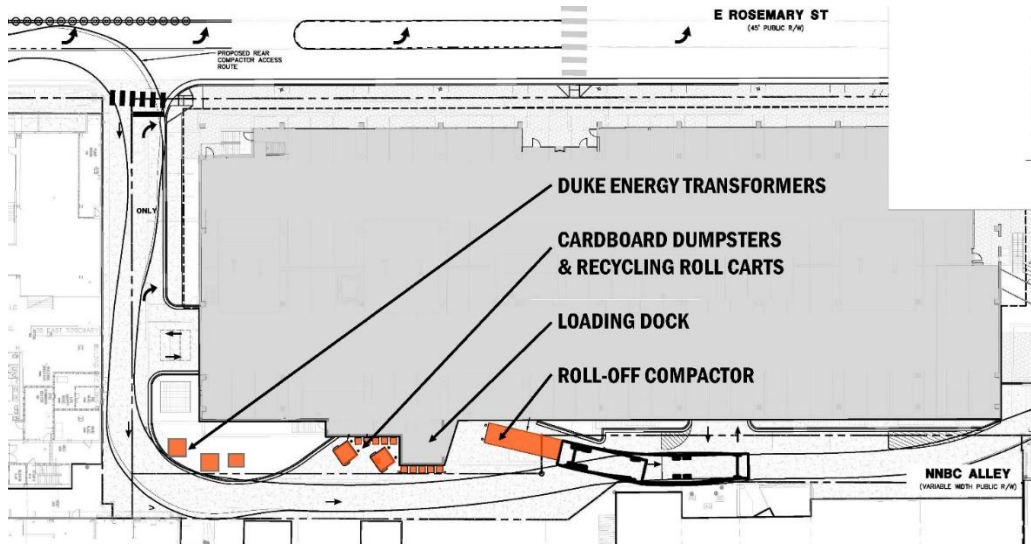 E ROSEMARY ST
(45' PUBLIC R/W)
PROPOSED REAR
COMPACTOR ACCESS
ROUTE
DUKE ENERGY TRANSFORMERS
ONLY
CARDBOARD DUMPSTERS
& RECYCLING ROLL CARTS
LOADING DOCK
ROLL-OFF COMPACTOR
NNBC ALLEY
(VARIABLE WIDTH PUBLIC R/W)